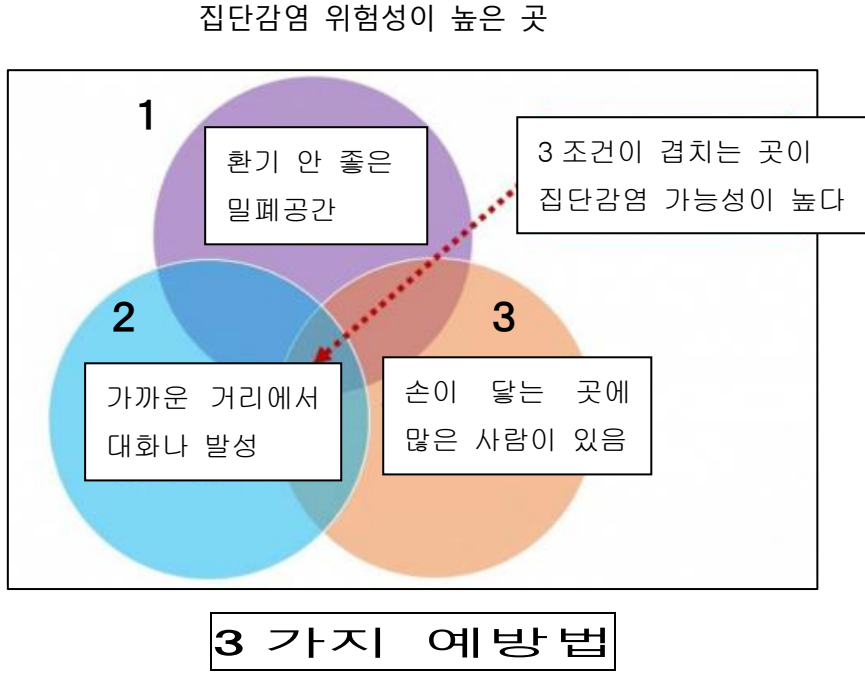 집단감염 위험성이 높은 곳
1
환기 안 좋은
밀폐공간
3 조건이 겹치는 곳이
집단감염 가능성이 높다
2
가까운 거리에서
대화나 발성
3
손이 닿는 곳에
많은 사람이 있음
3 가지 예방법